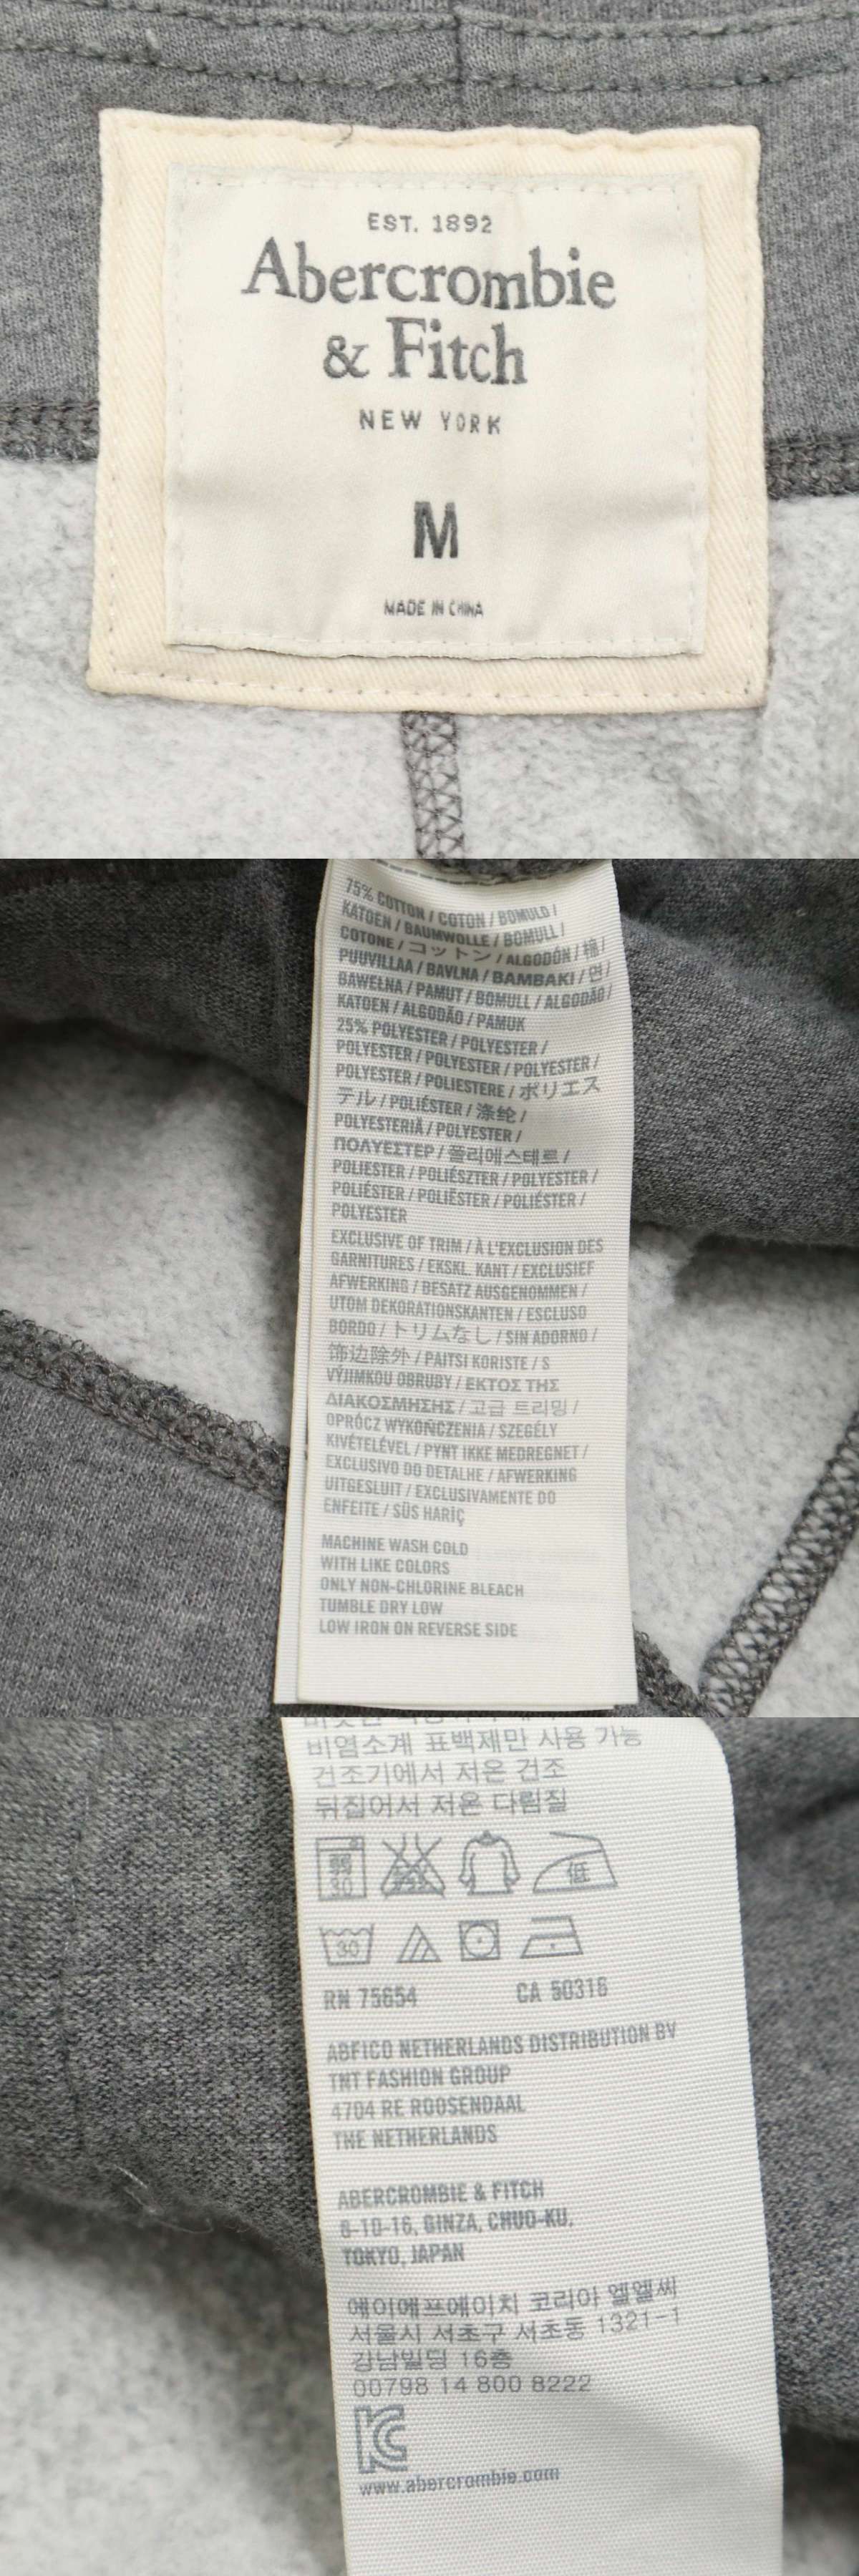 EST. 1892
Abercrombie
& Fitch
NEW YORK
M
MADE IN CHINA
75% COTTON / COTON / BOMULD /
KATOEN / BAUMWOLLE / BOMULL /
COTONE / コットン / ALGODÓN / 棉 /
PUUVILLAA / BAVLNA / BAMBAKI / 면 /
BAWEŁNA / PAMUT / BOMULL / ALGODÃO /
KATOEN / ALGODÃO / PAMUK
25% POLYESTER / POLYESTER /
POLYESTER / POLYESTER / POLYESTER /
POLYESTER / POLIESTERE / ポリエス
テル / POLIÉSTER / 涤纶 /
POLYESTERIÄ / POLYESTER /
ΠΟΛΥΕΣΤΕΡ / 폴리에스테르 /
POLIESTER / POLIÉSZTER / POLYESTER /
POLIÉSTER / POLIËSTER / POLIÉSTER /
POLYESTER
EXCLUSIVE OF TRIM / À L'EXCLUSION DES
GARNITURES / EKSKL. KANT / EXCLUSIEF
AFWERKING / BESATZ AUSGENOMMEN /
UTOM DEKORATIONSKANTEN / ESCLUSO
BORDO / トリムなし / SIN ADORNO /
饰边除外 / PAITSI KORISTE / S
VÝJIMKOU OBRUBY / ΕΚΤΟΣ ΤΗΣ
ΔΙΑΚΟΣΜΗΣΗΣ / 고급 트리밍 /
OPRÓCZ WYKOŃCZENIA / SZEGÉLY
KIVÉTELÉVEL / PYNT IKKE MEDREGNET /
EXCLUSIVO DO DETALHE / AFWERKING
UITGESLUIT / EXCLUSIVAMENTE DO
ENFEITE / SÜS HARİÇ
MACHINE WASH COLD
WITH LIKE COLORS
ONLY NON-CHLORINE BLEACH
TUMBLE DRY LOW
LOW IRON ON REVERSE SIDE
비염소계 표백제만 사용 가능
건조기에서 저온 건조
뒤집어서 저온 다림질
弱 30 低
30
RN 75654 CA 50316
ABFICO NETHERLANDS DISTRIBUTION BV
TNT FASHION GROUP
4704 RE ROOSENDAAL
THE NETHERLANDS
ABERCROMBIE & FITCH
6-10-16, GINZA, CHUO-KU,
TOKYO, JAPAN
에이에프에이치 코리아 엘엘씨
서울시 서초구 서초동 1321-1
강남빌딩 16층
00798 14 800 8222
www.abercrombie.com